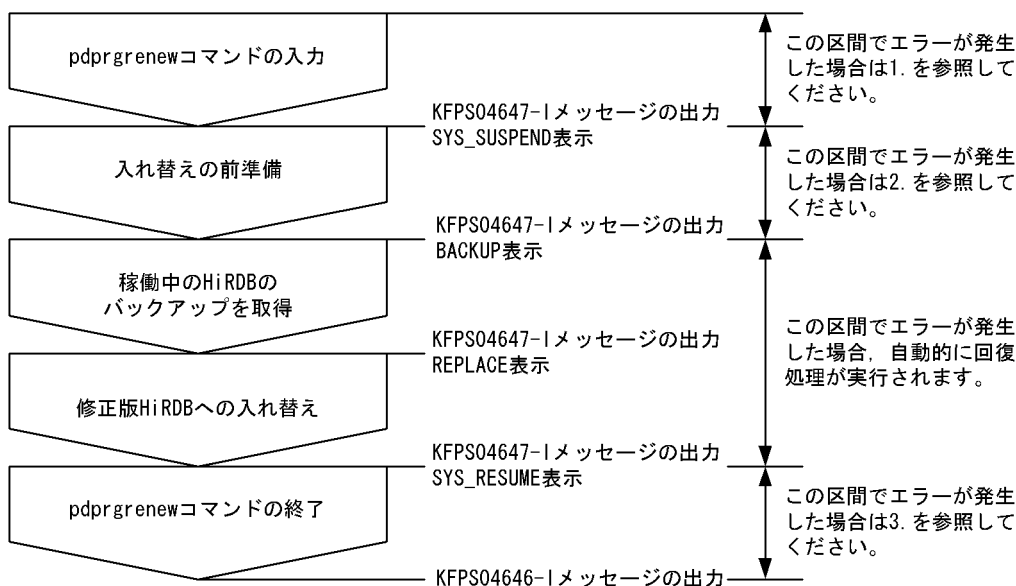 pdprgrenewコマンドの入力
この区間でエラーが発生
した場合は1.を参照して
ください。
KFPS04647-Iメッセージの出力
SYS_SUSPEND表示
入れ替えの前準備
この区間でエラーが発生
した場合は2.を参照して
ください。
KFPS04647-Iメッセージの出力
BACKUP表示
稼働中のHiRDBの
バックアップを取得
KFPS04647-Iメッセージの出力
REPLACE表示
この区間でエラーが発生
した場合，自動的に回復
処理が実行されます。
修正版HiRDBへの入れ替え
KFPS04647-Iメッセージの出力
SYS_RESUME表示
pdprgrenewコマンドの終了
この区間でエラーが発生
した場合は3.を参照して
ください。
KFPS04646-Iメッセージの出力